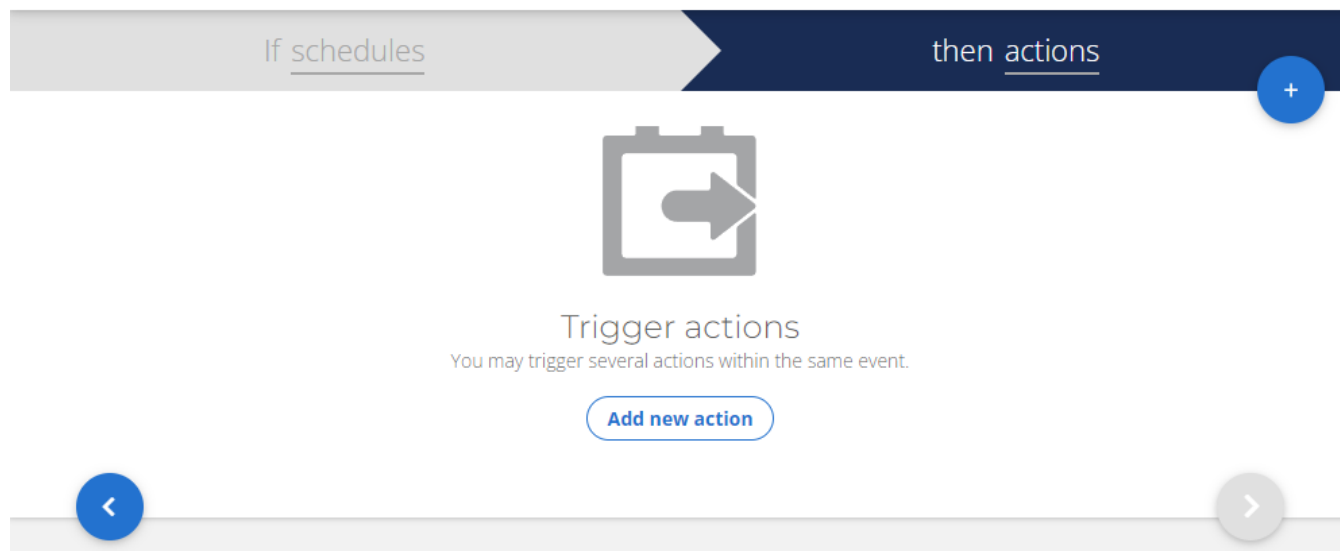 If schedules
then actions
+
Trigger actions
You may trigger several actions within the same event.
Add new action